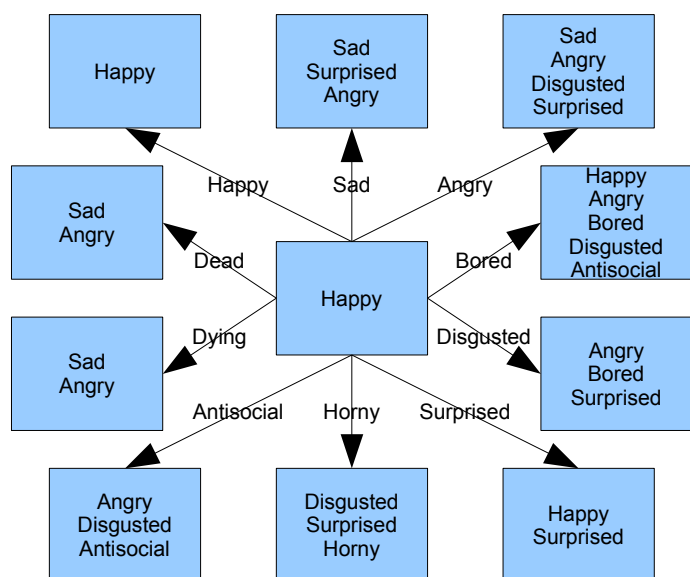 Happy
Sad
Surprised
Angry
Sad
Angry
Disgusted
Surprised
Happy
Sad
Angry
Sad
Angry
Happy
Angry
Bored
Disgusted
Antisocial
Dead
Bored
Happy
Sad
Angry
Dying
Disgusted
Angry
Bored
Surprised
Antisocial
Horny
Surprised
Angry
Disgusted
Antisocial
Disgusted
Surprised
Horny
Happy
Surprised